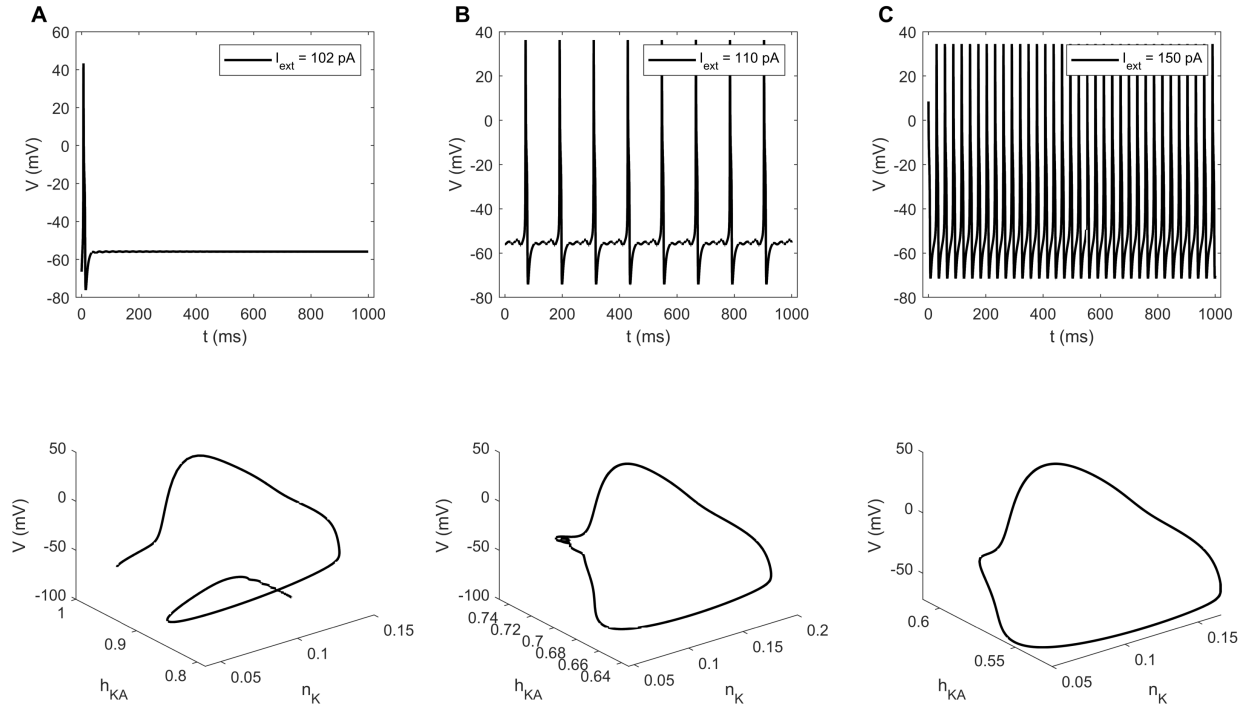 A
60
40
20
0
-20
-40
-60
-80
V (mV)
0 200 400 600 800 1000
t (ms)
I_ext = 102 pA
B
40
20
0
-20
-40
-60
-80
V (mV)
0 200 400 600 800 1000
t (ms)
I_ext = 110 pA
C
40
20
0
-20
-40
-60
-80
V (mV)
0 200 400 600 800 1000
t (ms)
I_ext = 150 pA
50
0
-50
-100
V (mV)
1
0.9
0.8
h_KA
0.05
0.1
0.15
n_K
50
0
-50
-100
V (mV)
0.74
0.72
0.7
0.68
0.66
0.64
h_KA
0.05
0.1
0.15
0.2
n_K
50
0
-50
V (mV)
0.6
0.55
h_KA
0.05
0.1
0.15
n_K